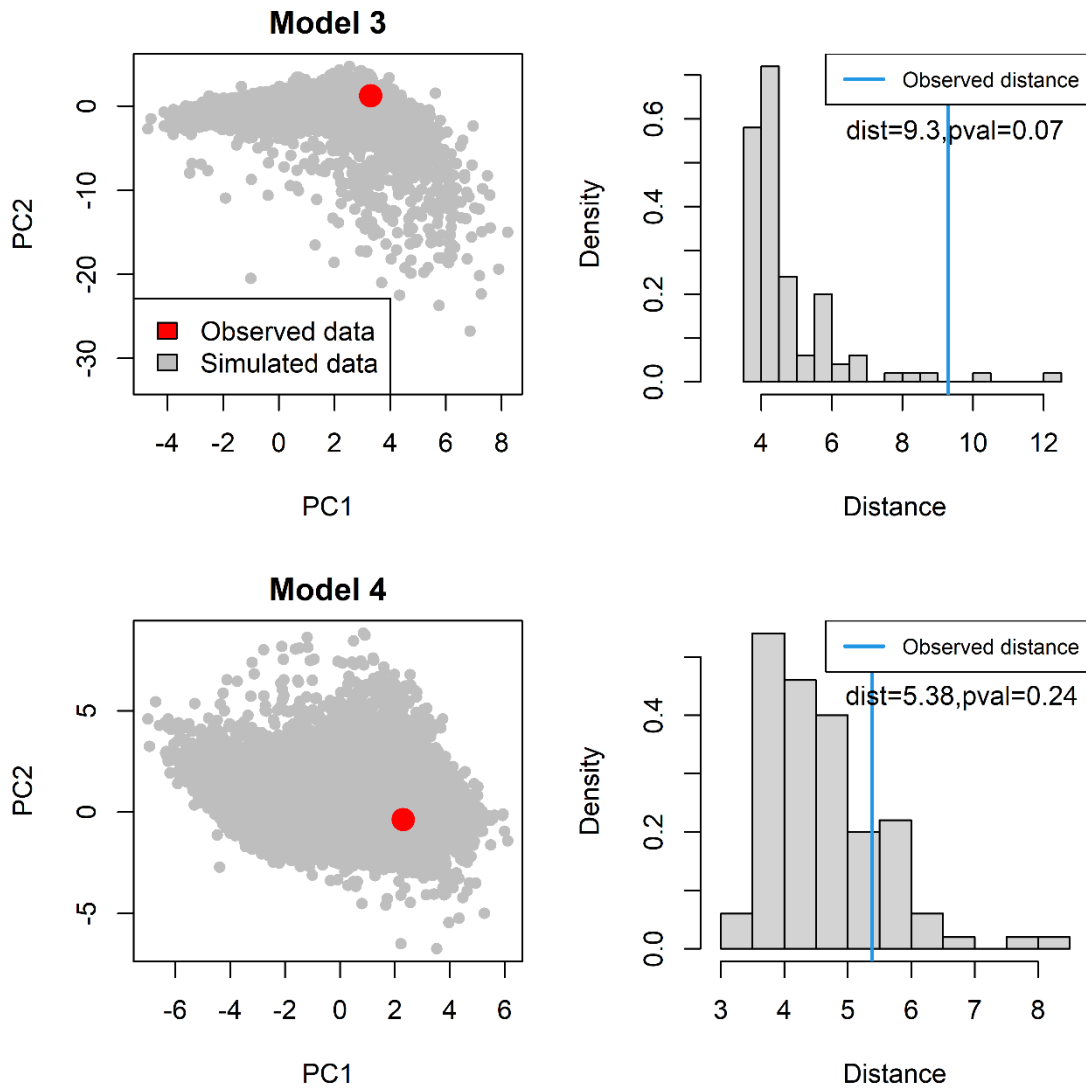 Model 3
PC2
0
-10
-20
-30
Observed data
Simulated data
-4 -2 0 2 4 6 8
PC1
Density
0.0 0.2 0.4 0.6
Observed distance
dist=9.3,pval=0.07
4 6 8 10 12
Distance
Model 4
PC2
5
0
-5
-6 -4 -2 0 2 4 6
PC1
Density
0.0 0.2 0.4
Observed distance
dist=5.38,pval=0.24
3 4 5 6 7 8
Distance